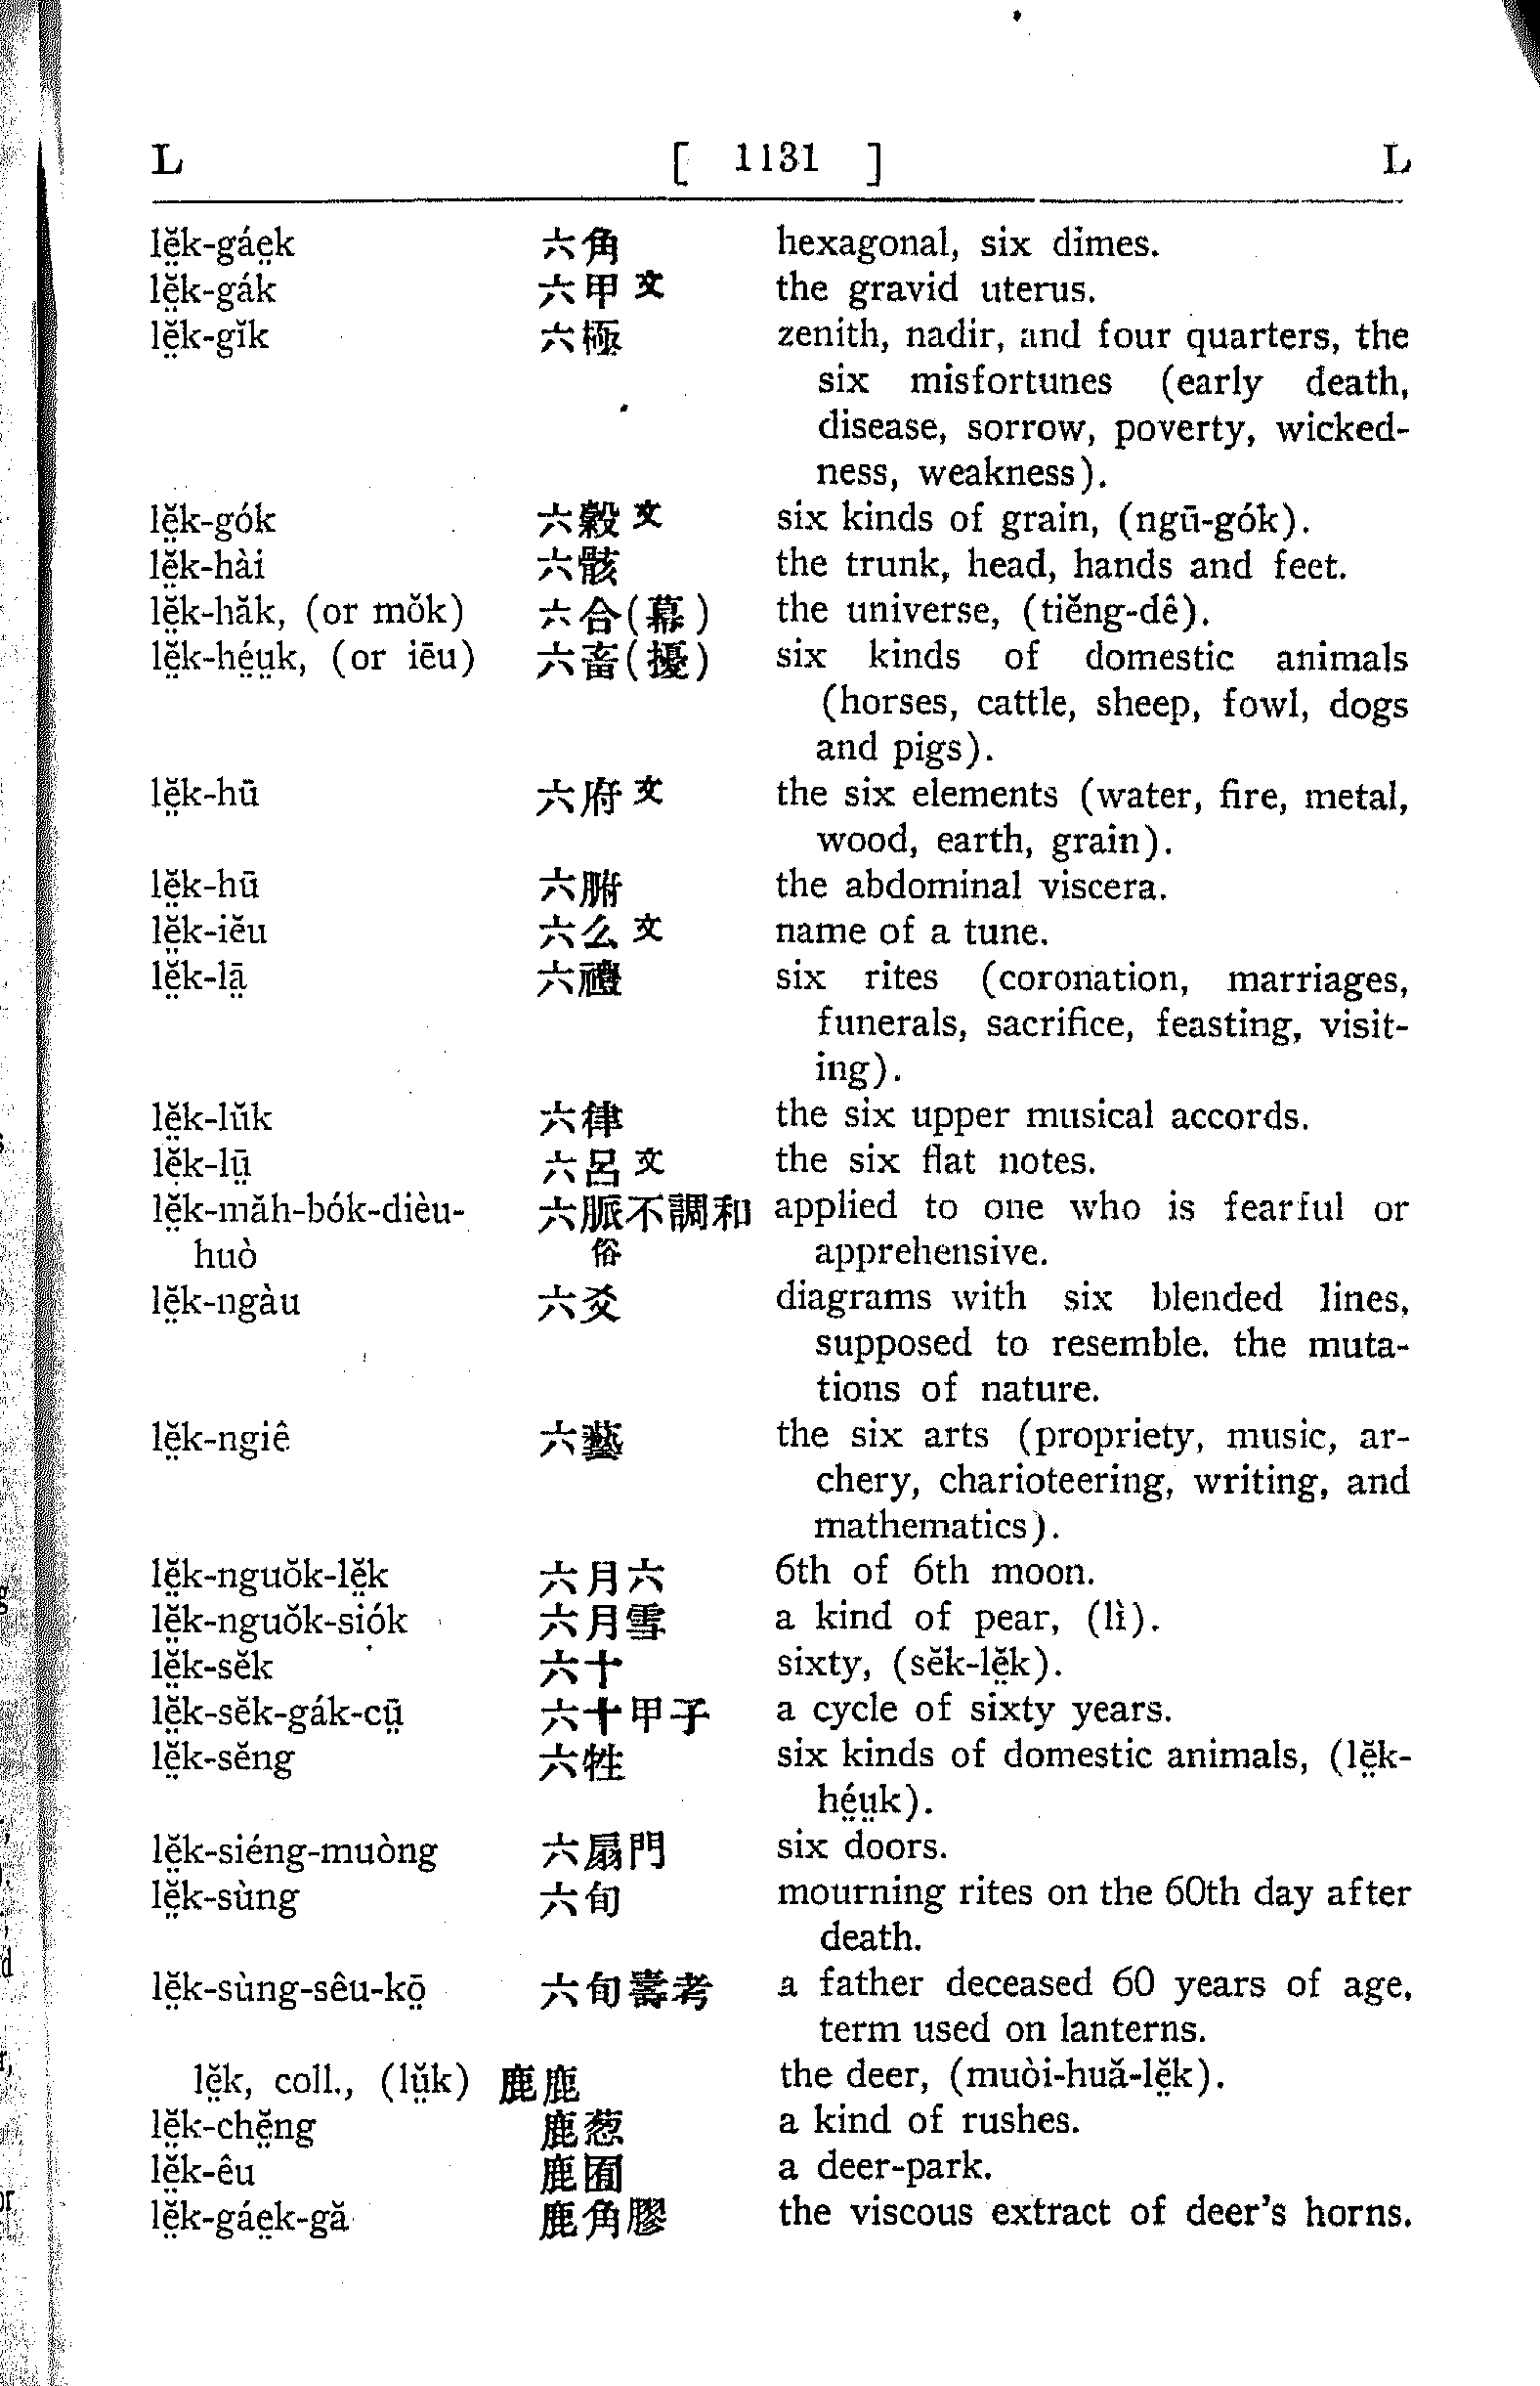 L [ 1131 ] L
lĕ̤k-gáe̤k 六角 hexagonal, six dimes.
lĕ̤k-gák 六甲文 the gravid uterus.
lĕ̤k-gĭk 六極 zenith, nadir, and four quarters, the
six misfortunes (early death,
disease, sorrow, poverty, wicked-
ness, weakness).
lĕ̤k-gók 六穀文 six kinds of grain, (ngū-gók).
lĕ̤k-hài 六骸 the trunk, head, hands and feet.
lĕ̤k-hăk, (or mŏk) 六合(幕) the universe, (tiĕng-dê).
lĕ̤k-hé̤ṳk, (or iēu) 六畜(擾) six kinds of domestic animals
(horses, cattle, sheep, fowl, dogs
and pigs).
lĕ̤k-hū 六府文 the six elements (water, fire, metal,
wood, earth, grain).
lĕ̤k-hū 六腑 the abdominal viscera.
lĕ̤k-iĕu 六么文 name of a tune.
lĕ̤k-lā̤ 六禮 six rites (coronation, marriages,
funerals, sacrifice, feasting, visit-
ing).
lĕ̤k-lŭk 六律 the six upper musical accords.
lĕ̤k-lṳ̄ 六呂文 the six flat notes.
lĕ̤k-măh-bók-dièu- 六脈不調和 applied to one who is fearful or
huò 俗 apprehensive.
lĕ̤k-ngàu 六爻 diagrams with six blended lines,
supposed to resemble. the muta-
tions of nature.
lĕ̤k-ngiê 六藝 the six arts (propriety, music, ar-
chery, charioteering, writing, and
mathematics).
lĕ̤k-nguŏk-lĕ̤k 六月六 6th of 6th moon.
lĕ̤k-nguŏk-siók 六月雪 a kind of pear, (lì).
lĕ̤k-sĕk 六十 sixty, (sĕk-lĕ̤k).
lĕ̤k-sĕk-gák-cṳ̄ 六十甲子 a cycle of sixty years.
lĕ̤k-sĕng 六牲 six kinds of domestic animals, (lĕ̤k-
hé̤ṳk).
lĕ̤k-siéng-muòng 六扇門 six doors.
lĕ̤k-sùng 六旬 mourning rites on the 60th day after
death.
lĕ̤k-sùng-sêu-kō̤ 六旬壽考 a father deceased 60 years of age,
term used on lanterns.
lĕ̤k, coll., (lṳ̆k) 鹿鹿 the deer, (muòi-huă-lĕ̤k).
lĕ̤k-chĕ̤ng 鹿葱 a kind of rushes.
lĕ̤k-êu 鹿囿 a deer-park.
lĕ̤k-gáe̤k-gă 鹿角膠 the viscous extract of deer's horns.